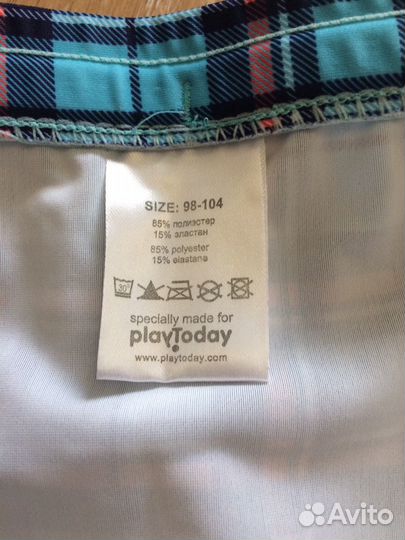 SIZE: 98-104
85% полиэстер
15% эластан
85% polyester
15% elastane
30°
specially made for
playToday
www.playtoday.com
Avito